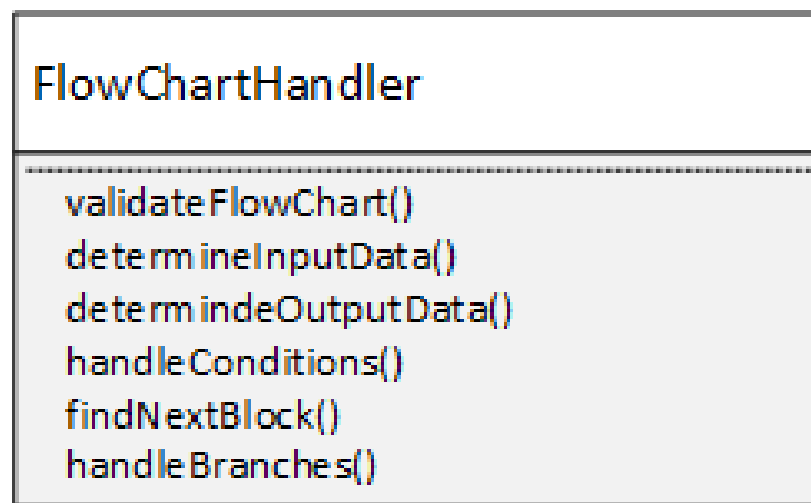 FlowChartHandler
validateFlowChart()
determineInputData()
determindeOutputData()
handleConditions()
findNextBlock()
handleBranches()